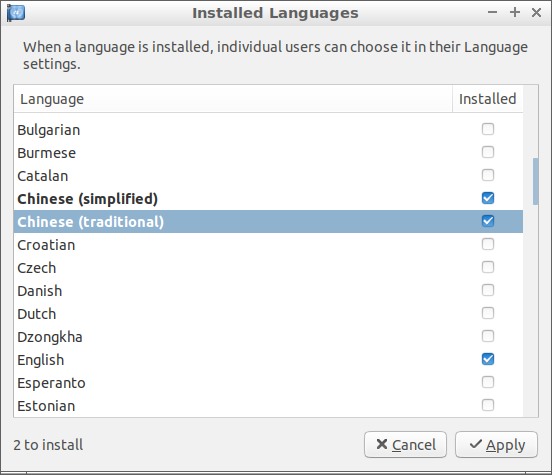 Installed Languages
When a language is installed, individual users can choose it in their Language
settings.
Language Installed
Bulgarian
Burmese
Catalan
Chinese (simplified)
Chinese (traditional)
Croatian
Czech
Danish
Dutch
Dzongkha
English
Esperanto
Estonian
2 to install Cancel Apply